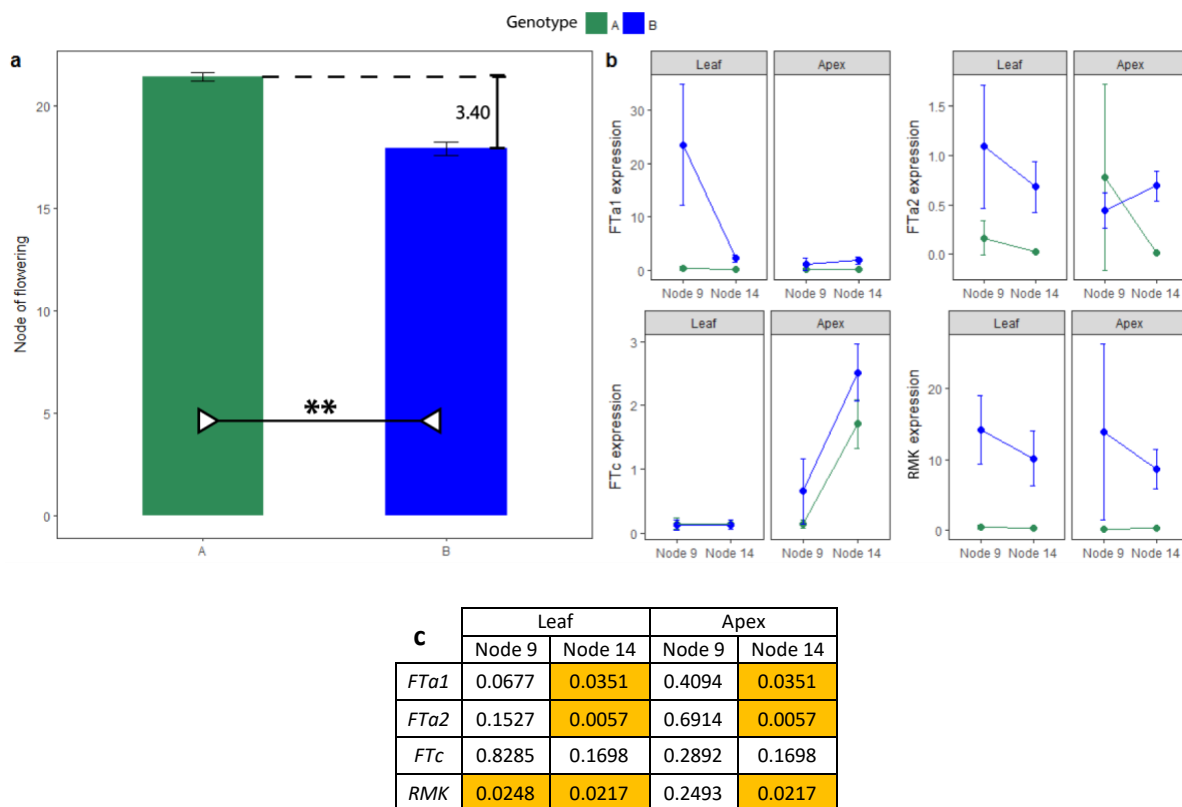 Genotype A B
a
Node of flowering
20
15
10
5
0
3.40
**
A B
b
Leaf Apex
FTa1 expression
30
20
10
0
Node 9 Node 14 Node 9 Node 14
Leaf Apex
FTa2 expression
1.5
1.0
0.5
0.0
Node 9 Node 14 Node 9 Node 14
Leaf Apex
FTc expression
3
2
1
0
Node 9 Node 14 Node 9 Node 14
Leaf Apex
RMK expression
20
10
0
Node 9 Node 14 Node 9 Node 14
c Leaf Apex
Node 9 Node 14 Node 9 Node 14
FTa1 0.0677 0.0351 0.4094 0.0351
FTa2 0.1527 0.0057 0.6914 0.0057
FTc 0.8285 0.1698 0.2892 0.1698
RMK 0.0248 0.0217 0.2493 0.0217